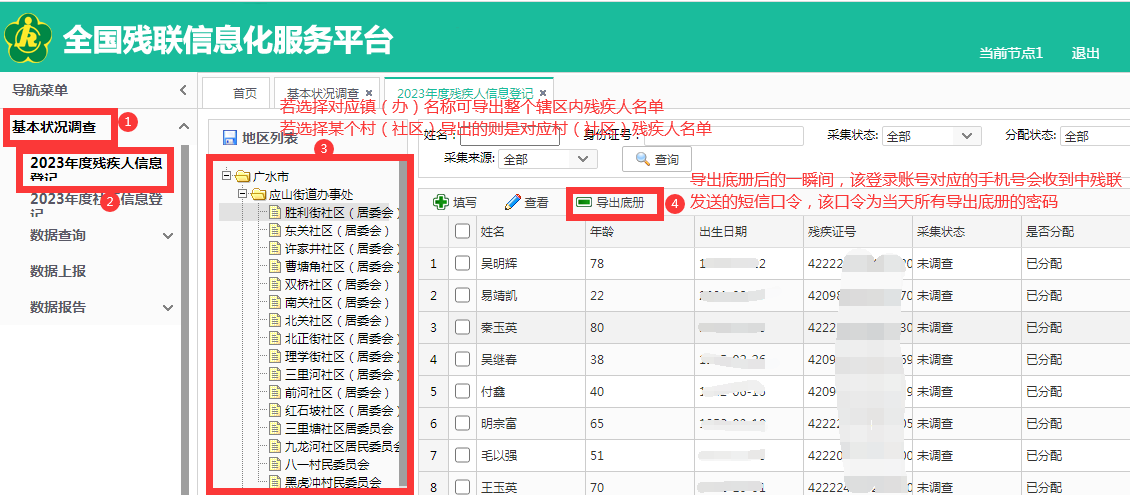 全国残联信息化服务平台
当前节点1 退出
导航菜单
首页 基本状况调查 2023年度残疾人信息登记
若选择对应镇（办）名称可导出整个辖区内残疾人名单
若选择某个村（社区）导出的则是对应村（社区）残疾人名单
基本状况调查 1
2023年度残疾人信息登记
2
数据查询
数据上报
数据报告
地区列表
3
广水市
应山街道办事处
胜利街社区（居委会）
东关社区（居委会）
许家井社区（居委会）
曹塘角社区（居委会）
双桥社区（居委会）
南关社区（居委会）
北关社区（居委会）
北正街社区（居委会）
理学街社区（居委会）
三里河社区（居委会）
前河社区（居委会）
红石坡社区（居委会）
三里塘社区居委员会
九龙河社区居民委员会
八一村民委员会
黑虎冲村民委员会
姓名: 身份证号: 采集状态: 全部 分配状态: 全部
采集来源: 全部 查询
填写 查看 导出底册 4
导出底册后的一瞬间，该登录账号对应的手机号会收到中残联
发送的短信口令，该口令为当天所有导出底册的密码
姓名 年龄 出生日期 残疾证号 采集状态 是否分配
1 吴明辉 78 未调查 已分配
2 易靖凯 22 未调查 已分配
3 秦玉英 80 未调查 已分配
4 吴继春 38 未调查 已分配
5 付鑫 40 未调查 已分配
6 明宗富 65 未调查 已分配
7 毛以强 51 未调查 已分配
8 王玉英 70 未调查 已分配